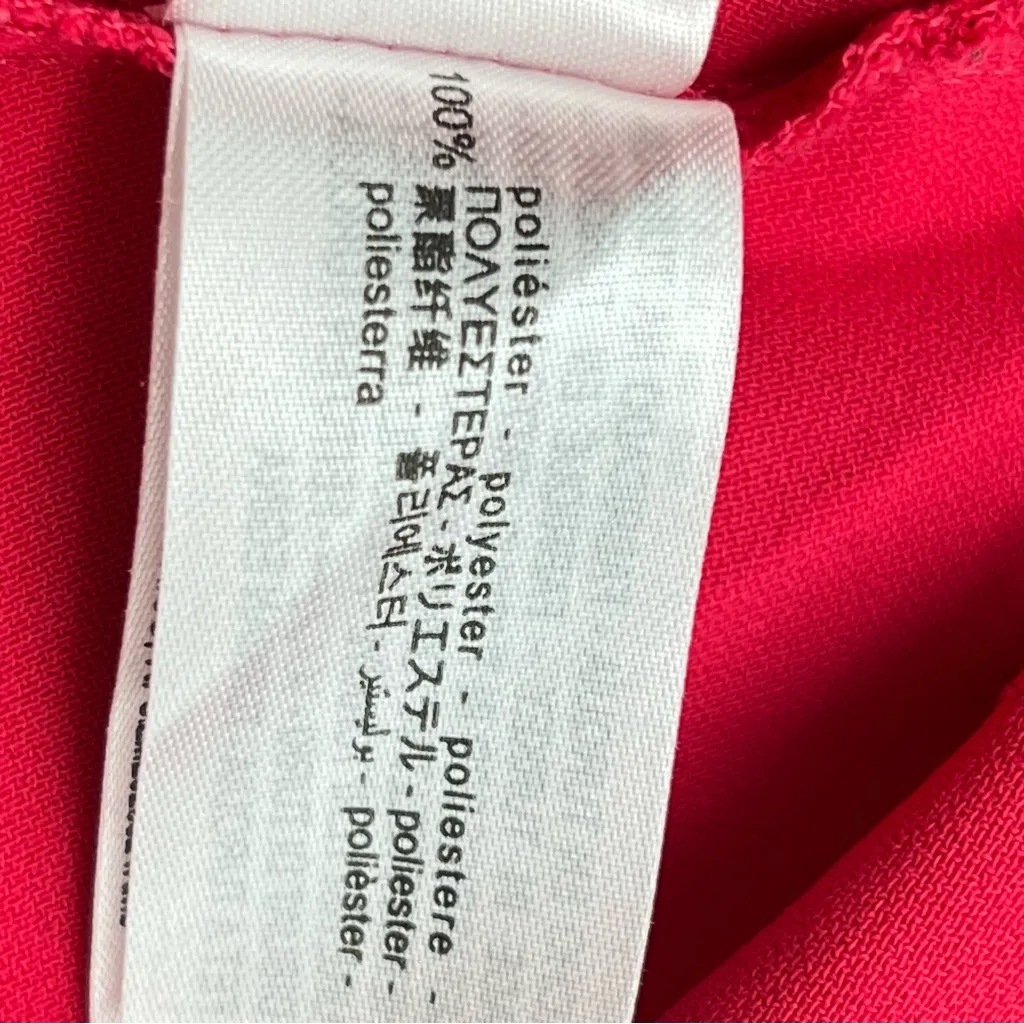 100% poliéster - polyester - poliestere -
ΠΟΛΥΕΣΤΕΡΑΣ - ポリエステル - poliester -
聚酯纤维 - 폴리에스터 - بوليستير - polièster -
poliesterra